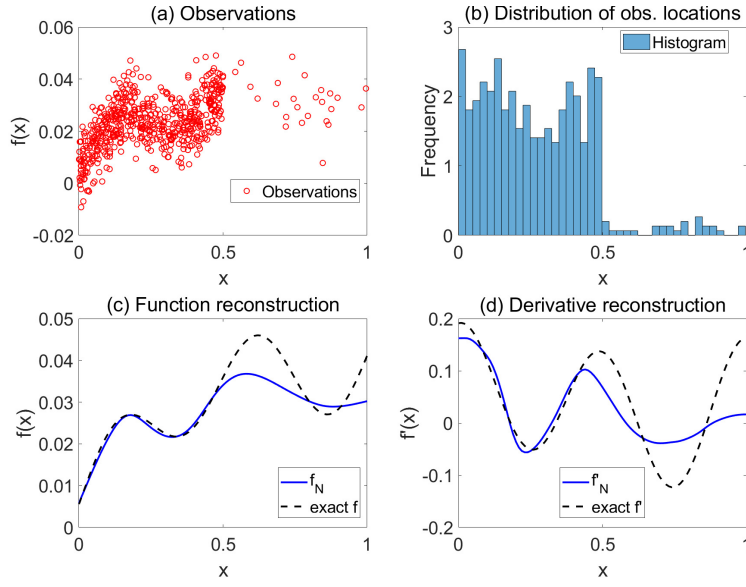 (a) Observations
0.06
0.04
0.02
0
-0.02
f(x)
Observations
0
0.5
1
x
(b) Distribution of obs. locations
3
2
1
0
Frequency
Histogram
0
0.5
1
x
(c) Function reconstruction
0.05
0.04
0.03
0.02
0.01
0
f(x)
f_N
exact f
0
0.5
1
x
(d) Derivative reconstruction
0.2
0.1
0
-0.1
-0.2
f'(x)
f'_N
exact f'
0
0.5
1
x